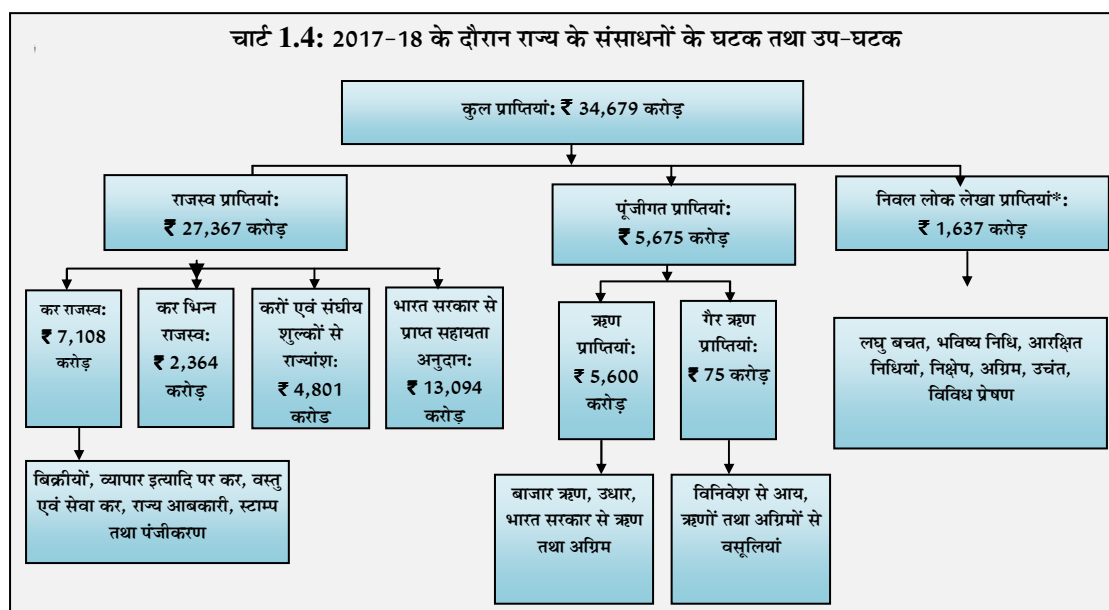 चार्ट 1.4: 2017-18 के दौरान राज्य के संसाधनों के घटक तथा उप-घटक
कुल प्राप्तियां: ₹ 34,679 करोड़
राजस्व प्राप्तियां:
₹ 27,367 करोड़
पूंजीगत प्राप्तियां:
₹ 5,675 करोड़
निवल लोक लेखा प्राप्तियां*:
₹ 1,637 करोड़
कर राजस्व:
₹ 7,108
करोड़
कर भिन्न
राजस्व:
₹ 2,364
करोड़
करों एवं संघीय
शुल्कों से
राज्यांश:
₹ 4,801
करोड
भारत सरकार से
प्राप्त सहायता
अनुदान:
₹ 13,094
करोड़
ऋण
प्राप्तियां:
₹ 5,600
करोड़
गैर ऋण
प्राप्तियां:
₹ 75 करोड़
लघु बचत, भविष्य निधि, आरक्षित
निधियां, निक्षेप, अग्रिम, उचंत,
विविध प्रेषण
बिक्रीयों, व्यापार इत्यादि पर कर, वस्तु
एवं सेवा कर, राज्य आबकारी, स्टाम्प
तथा पंजीकरण
बाजार ऋण, उधार,
भारत सरकार से ऋण
तथा अग्रिम
विनिवेश से आय,
ऋणों तथा अग्रिमों से
वसूलियां